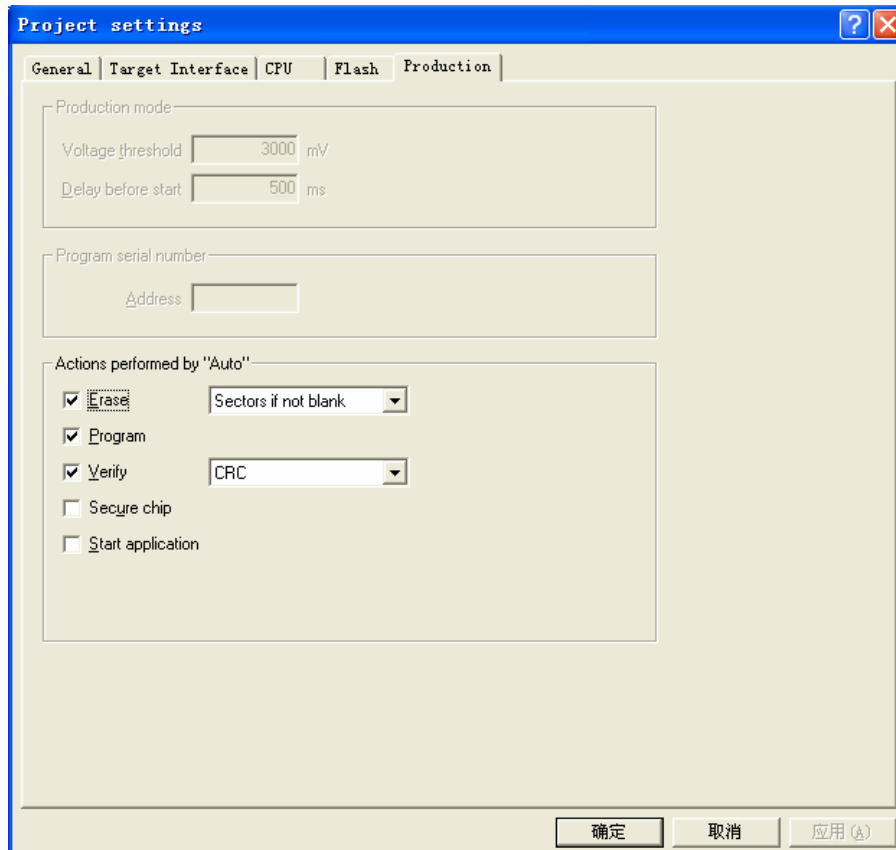 Project settings
General Target Interface CPU Flash Production
Production mode
Voltage threshold 3000 mV
Delay before start 500 ms
Program serial number
Address
Actions performed by "Auto"
Erase Sectors if not blank
Program
Verify CRC
Secure chip
Start application
确定 取消 应用(A)